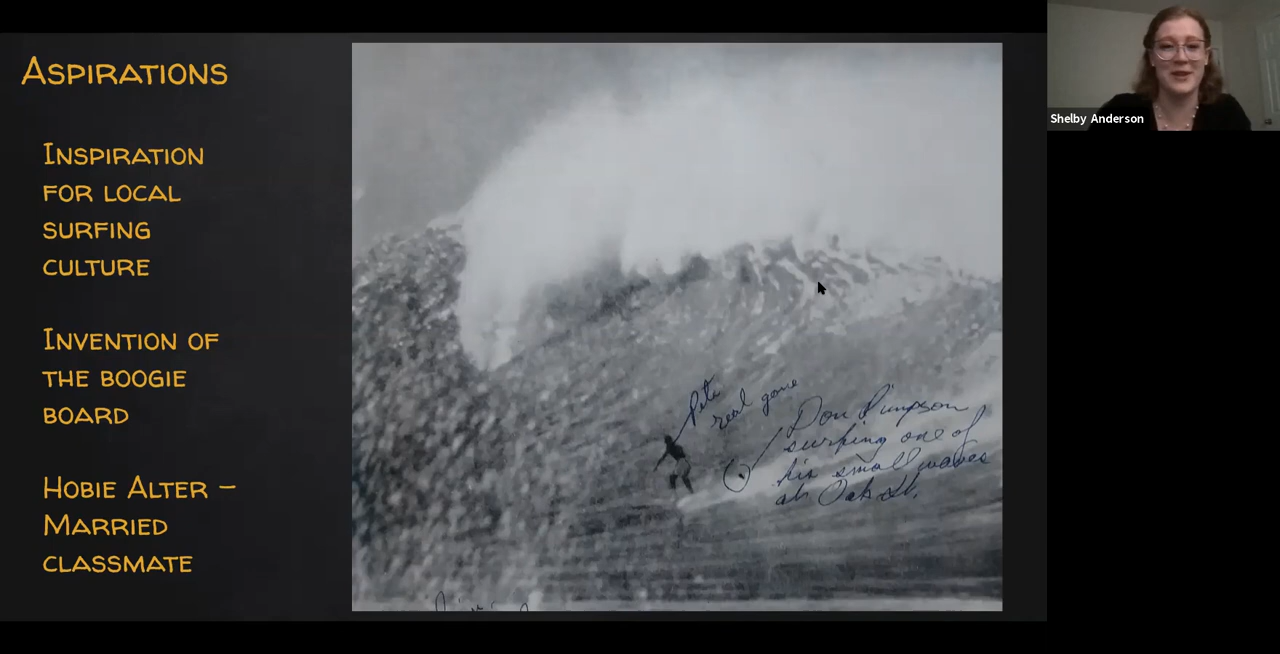 Aspirations
Inspiration
for local
surfing
culture
Invention of
the boogie
board
Hobie Alter –
Married
classmate
Pete
real gone
Don
surfing one of
his small waves
at Oak St.
Shelby Anderson